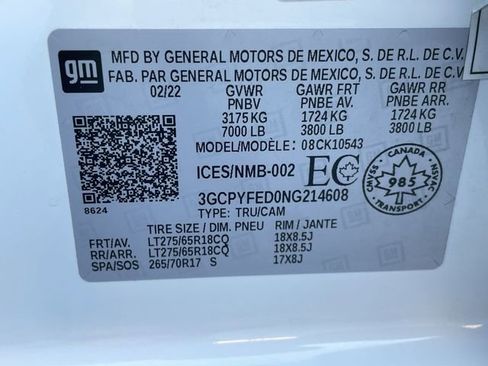 gm
MFD BY GENERAL MOTORS DE MEXICO, S. DE R.L. DE C.V.
FAB. PAR GENERAL MOTORS DE MEXICO, S. DE R.L. DE C.V.
02/22 GVWR GAWR FRT GAWR RR
PNBV PNBE AV. PNBE ARR.
3175 KG 1724 KG 1724 KG
7000 LB 3800 LB 3800 LB
MODEL/MODÈLE: 08CK10543
ICES/NMB-002 EC
CMVSS NSVAC 985 TRANSPORT
3GCPYFED0NG214608
8624
TYPE: TRU/CAM
TIRE SIZE / DIM. PNEU RIM / JANTE
FRT/AV. LT275/65R18CQ 18X8.5J
RR/ARR. LT275/65R18CQ 18X8.5J
SPA/SOS 265/70R17 S 17X8J